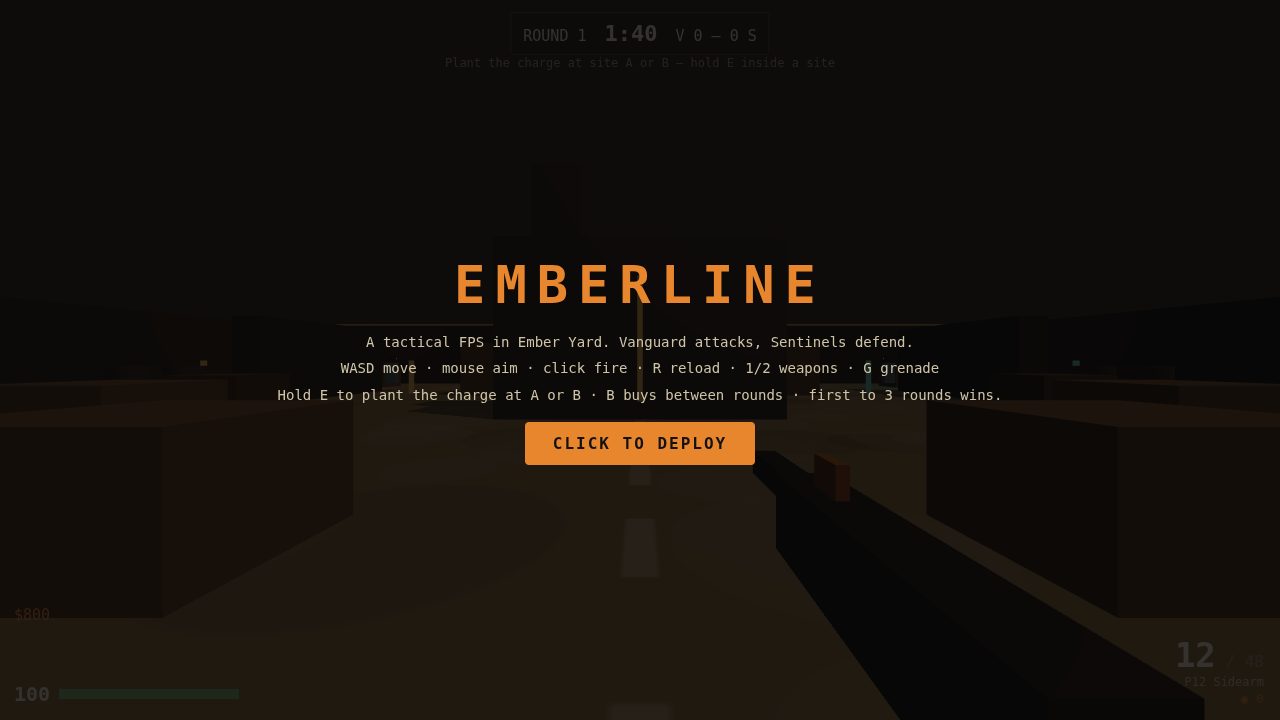 ROUND 1 1:40 V 0 — 0 S
Plant the charge at site A or B — hold E inside a site
EMBERLINE
A tactical FPS in Ember Yard. Vanguard attacks, Sentinels defend.
WASD move · mouse aim · click fire · R reload · 1/2 weapons · G grenade
Hold E to plant the charge at A or B · B buys between rounds · first to 3 rounds wins.
CLICK TO DEPLOY
$800
12 / 48
P12 Sidearm
100
● 0